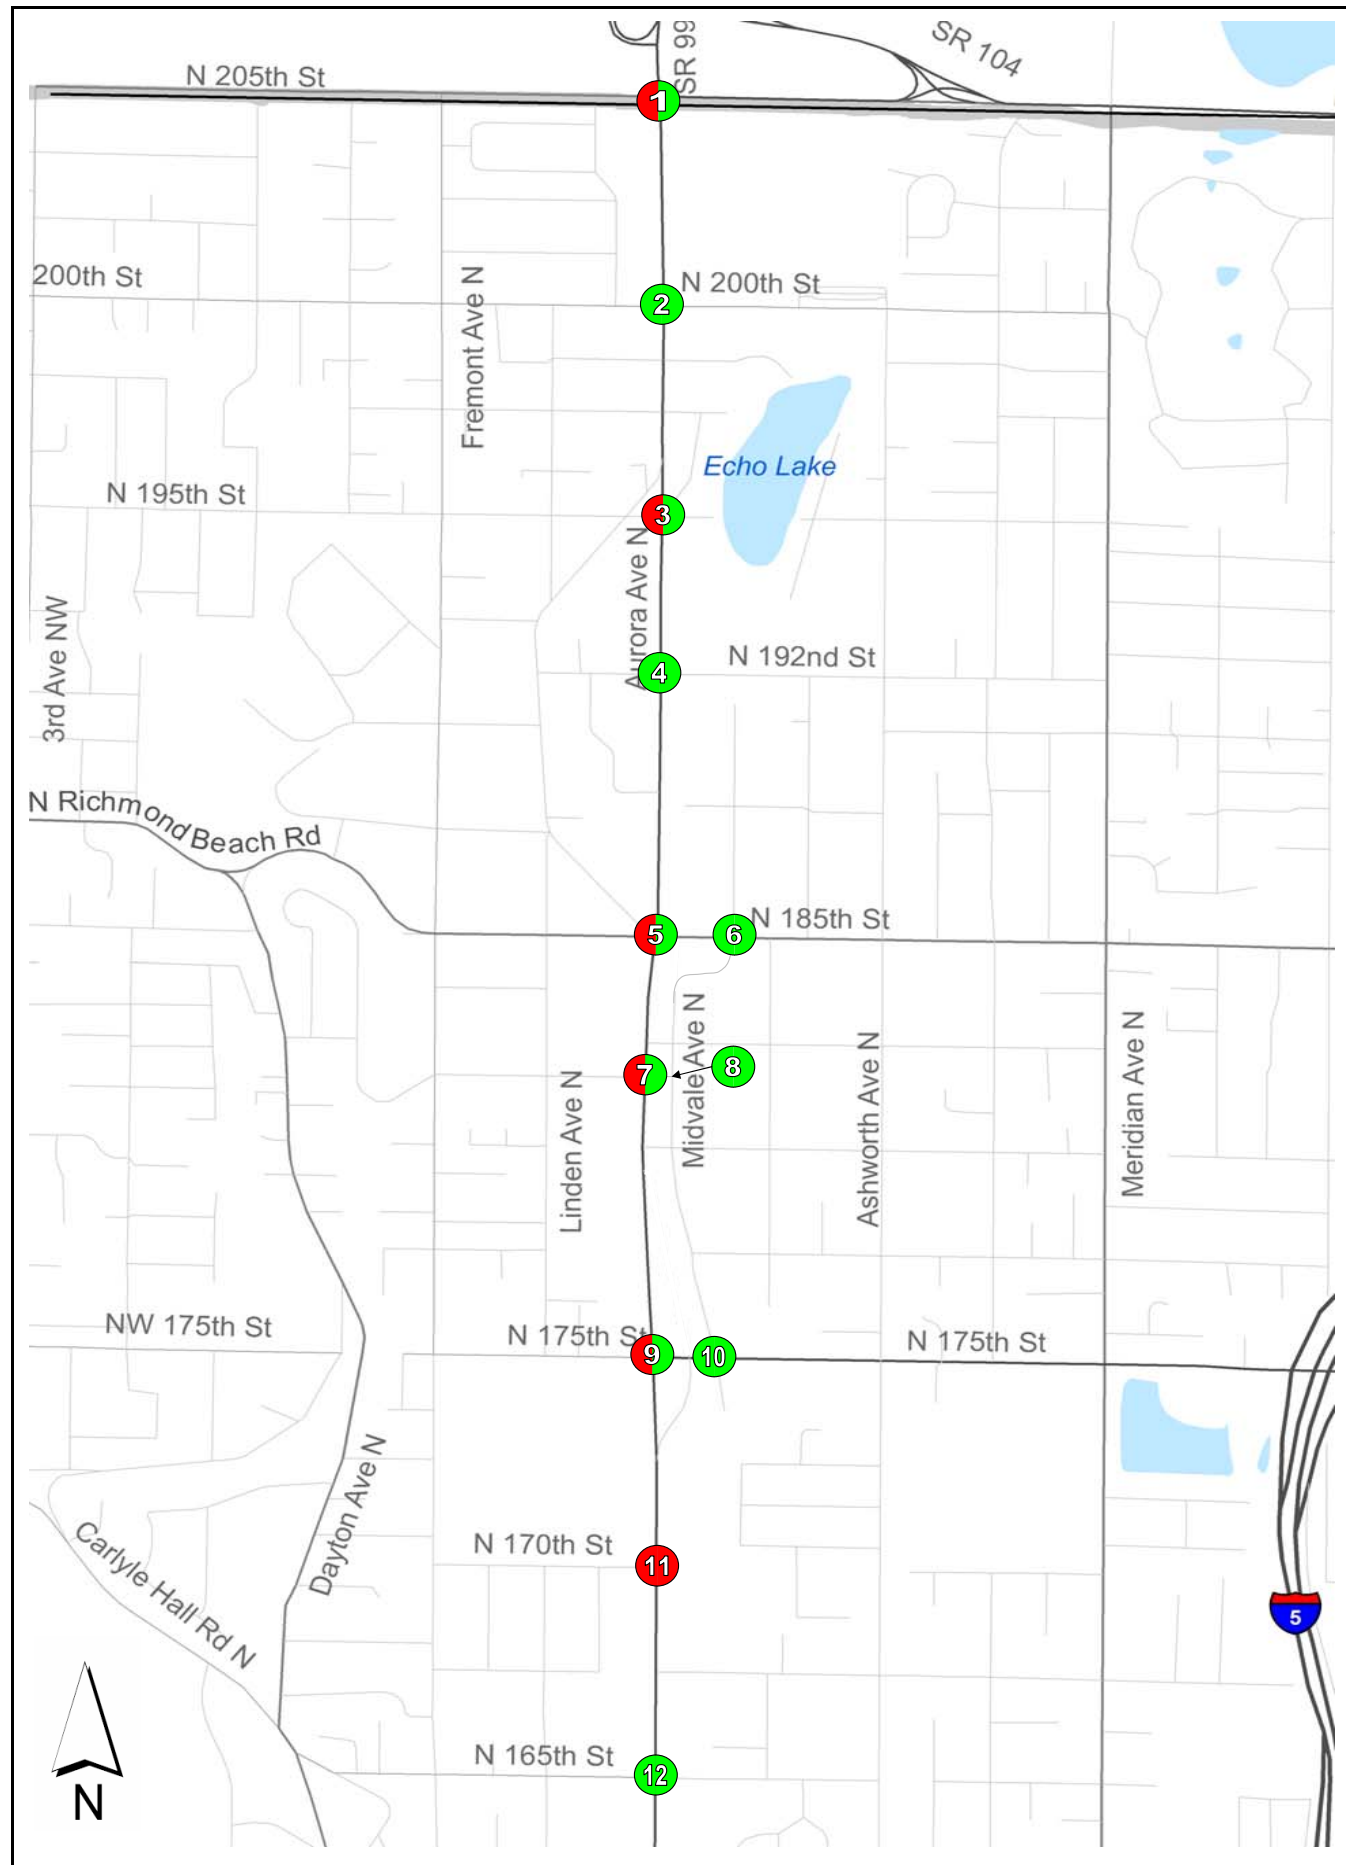 SR 99
SR 104
N 205th St
1
200th St
N 200th St
2
Fremont Ave N
Echo Lake
N 195th St
3
Aurora Ave N
3rd Ave NW
N 192nd St
4
N Richmond Beach Rd
N 185th St
5
6
Midvale Ave N
Meridian Ave N
Ashworth Ave N
7
8
Linden Ave N
NW 175th St
N 175th St
N 175th St
9
10
Dayton Ave N
Carlyle Hall Rd N
N 170th St
11
5
N 165th St
12
N